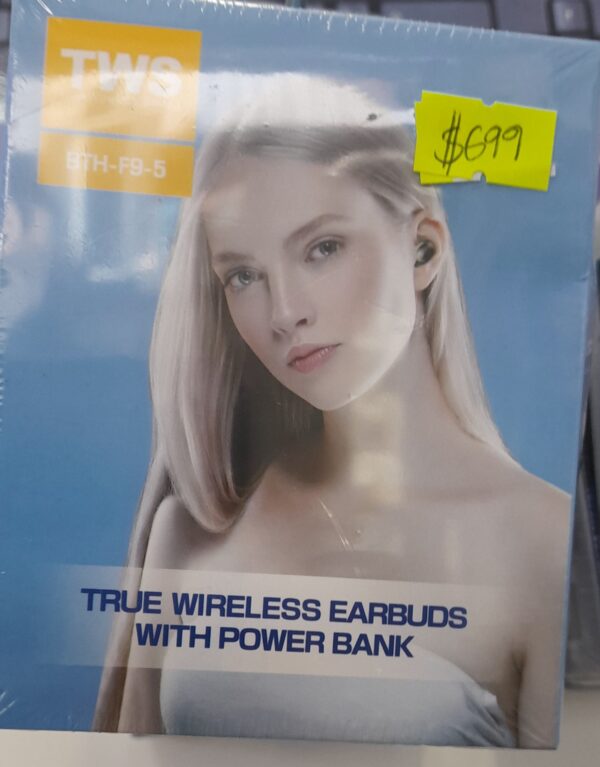 TWS
BTH-F9-5
$699
TRUE WIRELESS EARBUDS
WITH POWER BANK